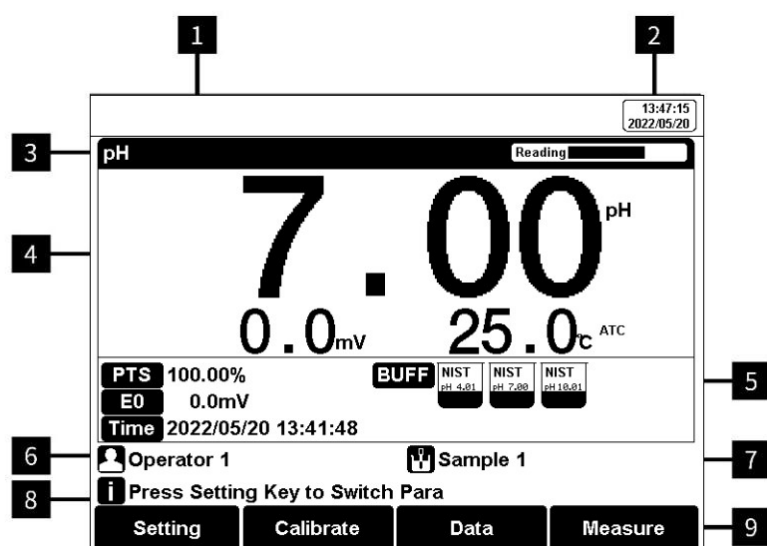 1
2
13:47:15
2022/05/20
3
pH
Reading
4
7.00 pH
0.0mV
25.0℃ ATC
5
PTS 100.00%
BUFF
NIST
pH 4.01
NIST
pH 7.00
NIST
pH 10.01
E0 0.0mV
Time 2022/05/20 13:41:48
6
Operator 1
Sample 1
7
8
i Press Setting Key to Switch Para
Setting
Calibrate
Data
Measure
9